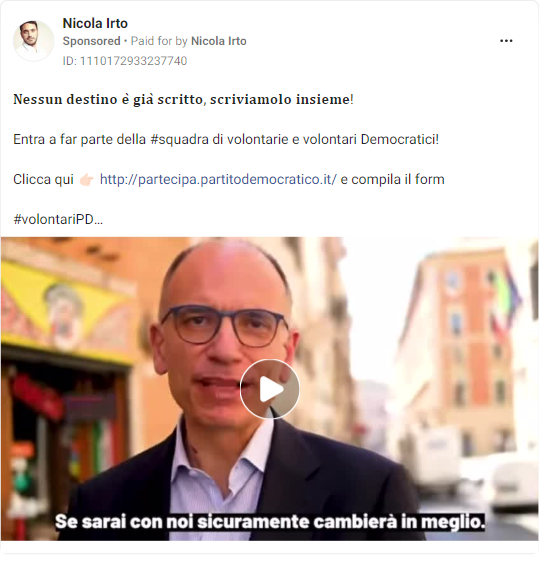 Nicola Irto
Sponsored • Paid for by Nicola Irto
ID: 1110172933237740
𝐍𝐞𝐬𝐬𝐮𝐧 𝐝𝐞𝐬𝐭𝐢𝐧𝐨 𝐞̀ 𝐠𝐢𝐚̀ 𝐬𝐜𝐫𝐢𝐭𝐭𝐨, 𝐬𝐜𝐫𝐢𝐯𝐢𝐚𝐦𝐨𝐥𝐨 𝐢𝐧𝐬𝐢𝐞𝐦𝐞!
Entra a far parte della #squadra di volontarie e volontari Democratici!
Clicca qui 👉🏻 http://partecipa.partitodemocratico.it/ e compila il form
#volontariPD...
Se sarai con noi sicuramente cambierà in meglio.